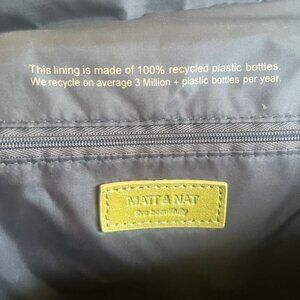 This lining is made of 100% recycled plastic bottles.
We recycle on average 3 Million + plastic bottles per year.
MATT & NAT
live beautifully